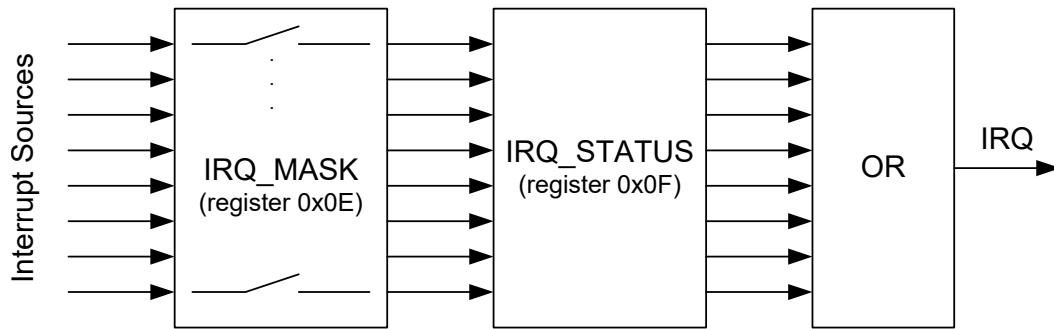 Interrupt Sources
IRQ_MASK
(register 0x0E)
IRQ_STATUS
(register 0x0F)
OR
IRQ